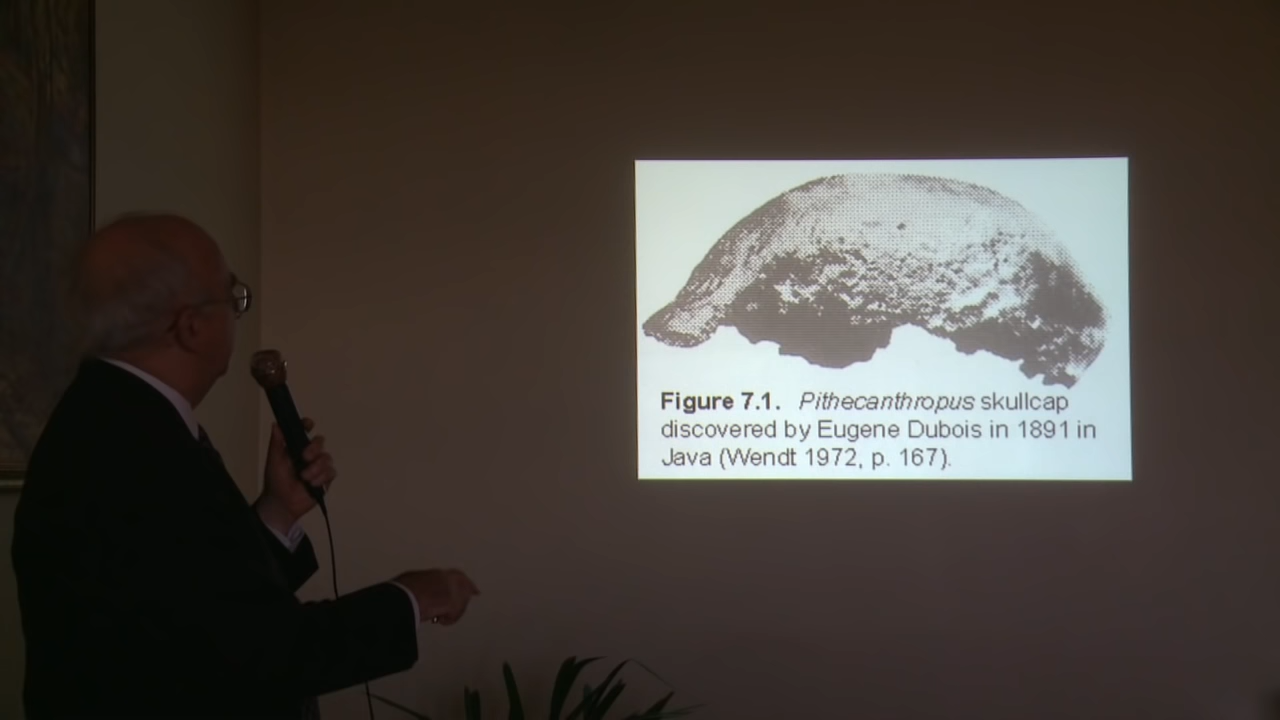 Figure 7.1. Pithecanthropus skullcap
discovered by Eugene Dubois in 1891 in
Java (Wendt 1972, p. 167).